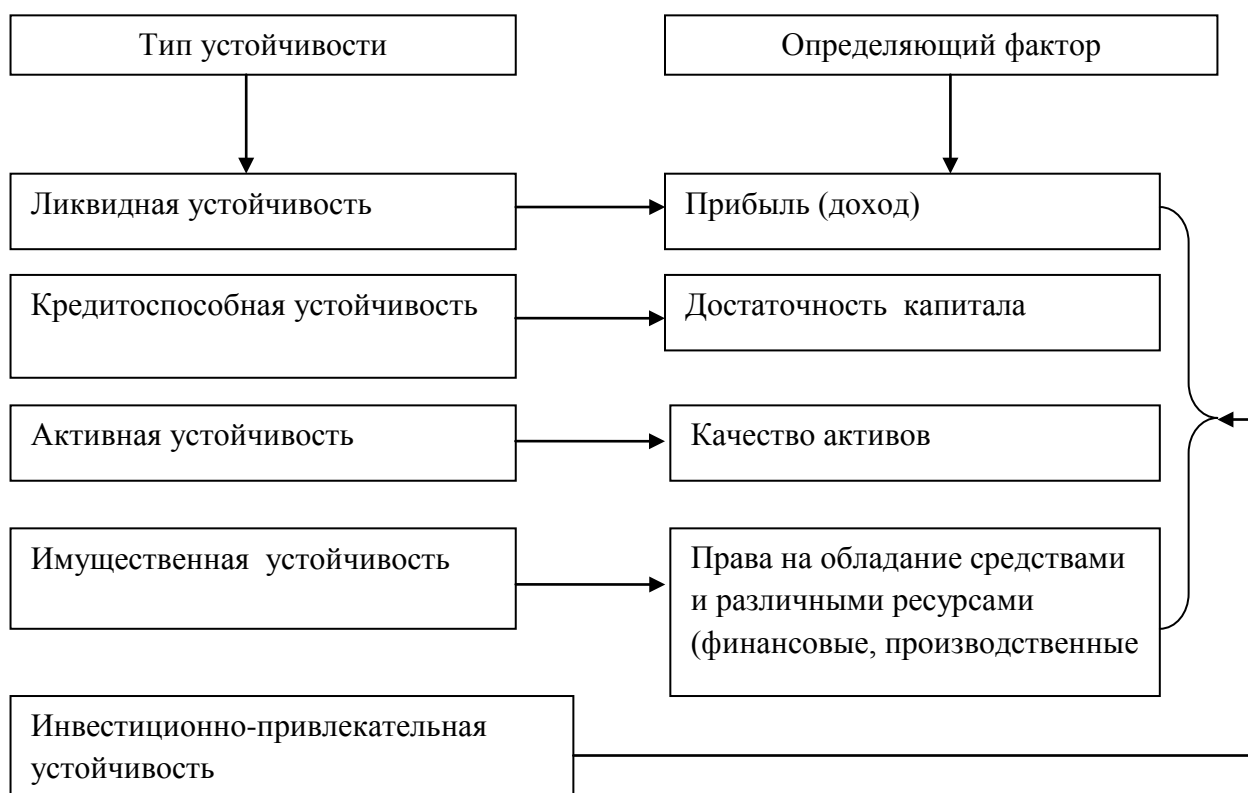 Тип устойчивости
Определяющий фактор
Ликвидная устойчивость
Прибыль (доход)
Кредитоспособная устойчивость
Достаточность капитала
Активная устойчивость
Качество активов
Имущественная устойчивость
Права на обладание средствами
и различными ресурсами
(финансовые, производственные
Инвестиционно-привлекательная
устойчивость